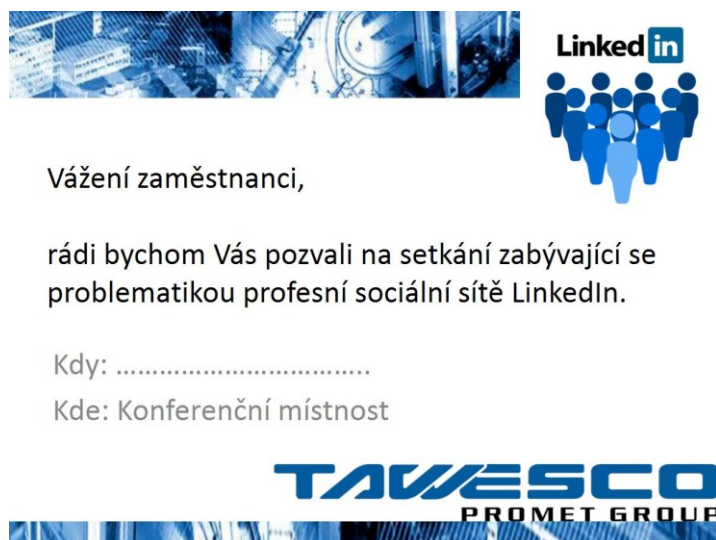 Linked in
Vážení zaměstnanci,
rádi bychom Vás pozvali na setkání zabývající se
problematikou profesní sociální sítě LinkedIn.
Kdy: ……………………………..
Kde: Konferenční místnost
TAWESCO
PROMET GROUP